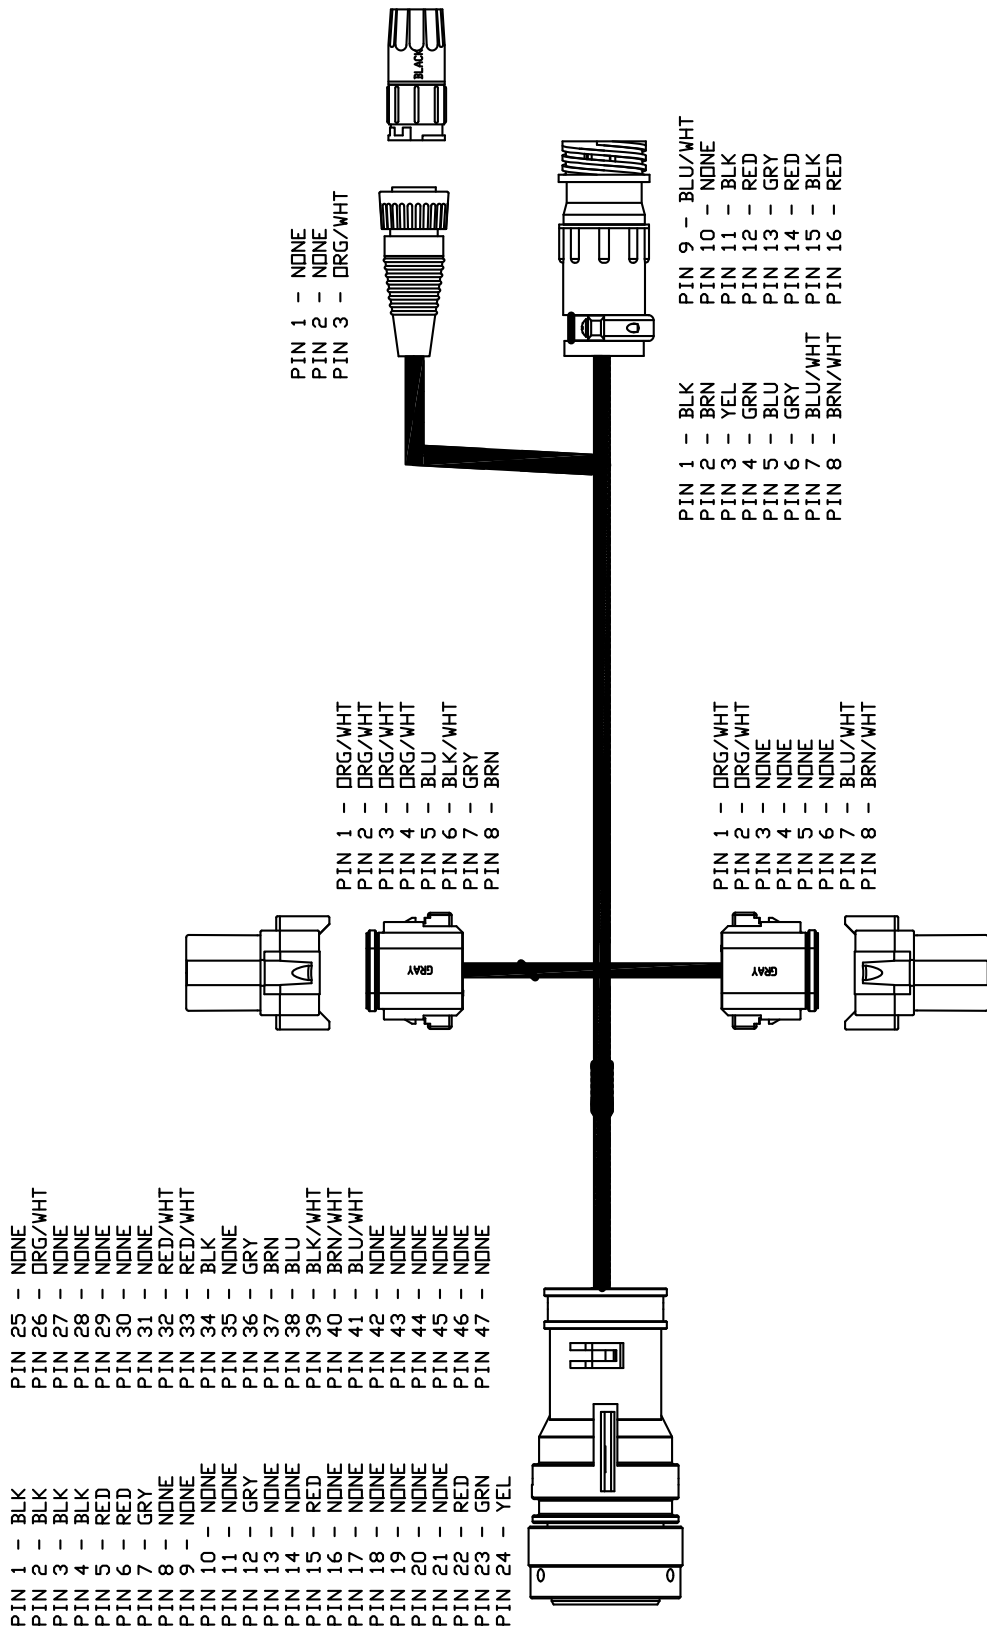 PIN 1 - BLK
PIN 2 - BLK
PIN 3 - BLK
PIN 4 - BLK
PIN 5 - RED
PIN 6 - RED
PIN 7 - GRY
PIN 8 - NONE
PIN 9 - NONE
PIN 10 - NONE
PIN 11 - NONE
PIN 12 - GRY
PIN 13 - NONE
PIN 14 - NONE
PIN 15 - RED
PIN 16 - NONE
PIN 17 - NONE
PIN 18 - NONE
PIN 19 - NONE
PIN 20 - NONE
PIN 21 - NONE
PIN 22 - RED
PIN 23 - GRN
PIN 24 - YEL
PIN 25 - NONE
PIN 26 - ORG/WHT
PIN 27 - NONE
PIN 28 - NONE
PIN 29 - NONE
PIN 30 - NONE
PIN 31 - NONE
PIN 32 - RED/WHT
PIN 33 - RED/WHT
PIN 34 - BLK
PIN 35 - NONE
PIN 36 - GRY
PIN 37 - BRN
PIN 38 - BLU
PIN 39 - BLK/WHT
PIN 40 - BRN/WHT
PIN 41 - BLU/WHT
PIN 42 - NONE
PIN 43 - NONE
PIN 44 - NONE
PIN 45 - NONE
PIN 46 - NONE
PIN 47 - NONE
PIN 1 - ORG/WHT
PIN 2 - ORG/WHT
PIN 3 - ORG/WHT
PIN 4 - ORG/WHT
PIN 5 - BLU
PIN 6 - BLK/WHT
PIN 7 - GRY
PIN 8 - BRN
GRAY
PIN 1 - ORG/WHT
PIN 2 - ORG/WHT
PIN 3 - NONE
PIN 4 - NONE
PIN 5 - NONE
PIN 6 - NONE
PIN 7 - BLU/WHT
PIN 8 - BRN/WHT
GRAY
PIN 1 - NONE
PIN 2 - NONE
PIN 3 - ORG/WHT
BLACK
PIN 1 - BLK
PIN 2 - BRN
PIN 3 - YEL
PIN 4 - GRN
PIN 5 - BLU
PIN 6 - GRY
PIN 7 - BLU/WHT
PIN 8 - BRN/WHT
PIN 9 - BLU/WHT
PIN 10 - NONE
PIN 11 - BLK
PIN 12 - RED
PIN 13 - GRY
PIN 14 - RED
PIN 15 - BLK
PIN 16 - RED